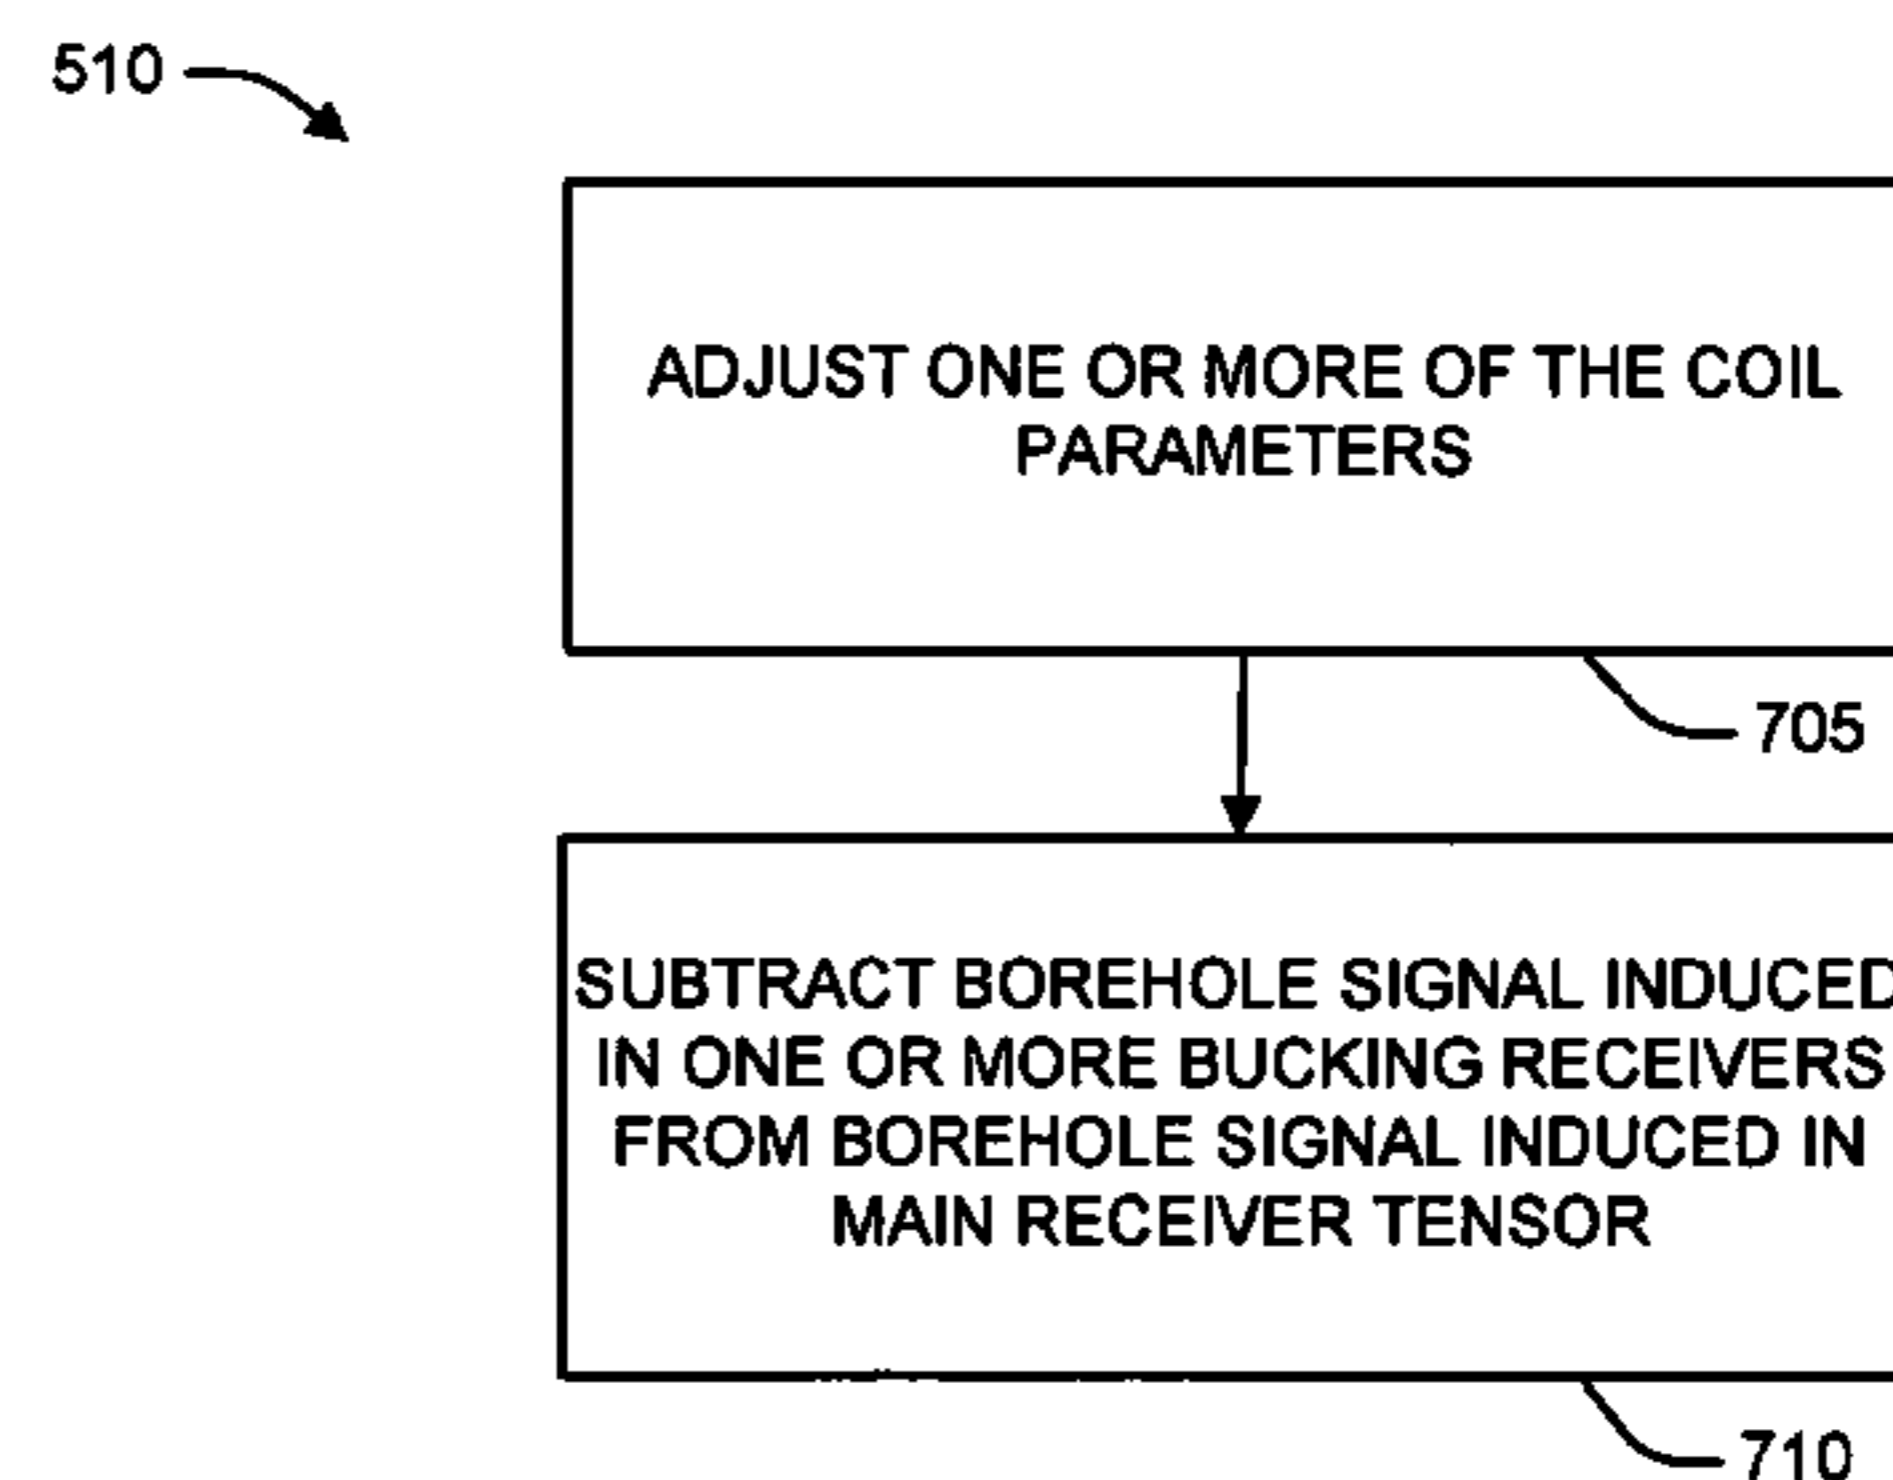 510
ADJUST ONE OR MORE OF THE COIL
PARAMETERS
705
SUBTRACT BOREHOLE SIGNAL INDUCED
IN ONE OR MORE BUCKING RECEIVERS
FROM BOREHOLE SIGNAL INDUCED IN
MAIN RECEIVER TENSOR
710